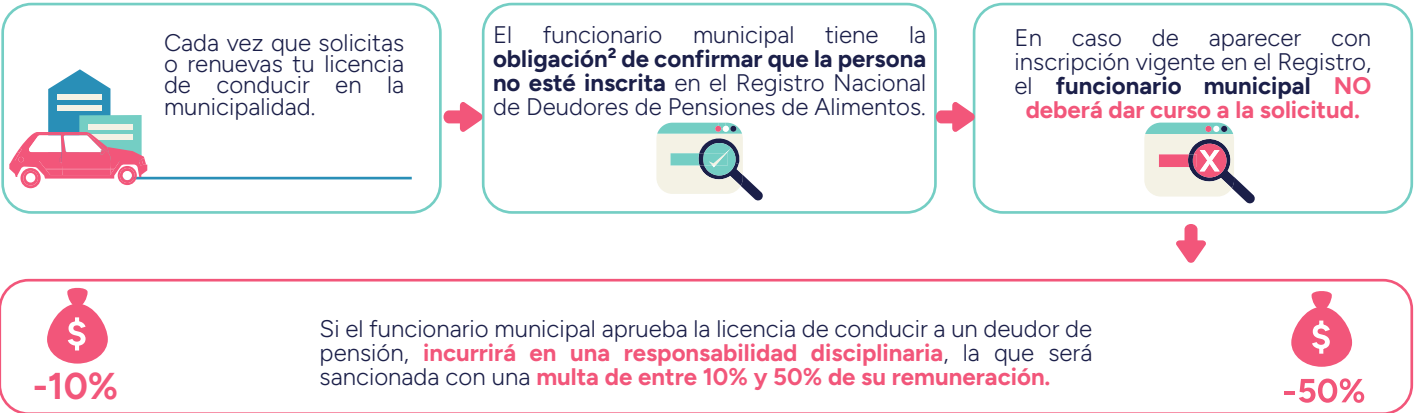 Cada vez que solicitas
o renuevas tu licencia
de conducir en la
municipalidad.
El funcionario municipal tiene la
obligación² de confirmar que la persona
no esté inscrita en el Registro Nacional
de Deudores de Pensiones de Alimentos.
En caso de aparecer con
inscripción vigente en el Registro,
el funcionario municipal NO
deberá dar curso a la solicitud.
X
$
-10%
Si el funcionario municipal aprueba la licencia de conducir a un deudor de
pensión, incurrirá en una responsabilidad disciplinaria, la que será
sancionada con una multa de entre 10% y 50% de su remuneración.
$
-50%